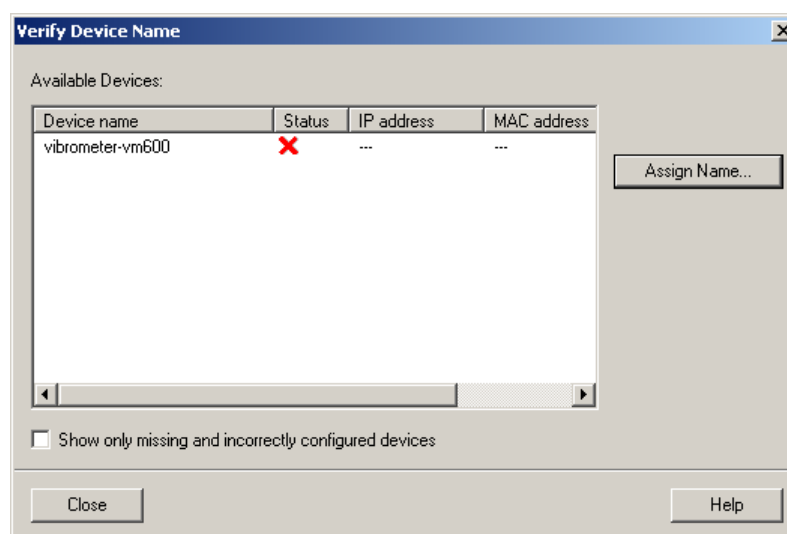 Verify Device Name
Available Devices:
Device name Status IP address MAC address
vibrometer-vm600 --- ---
Assign Name...
Show only missing and incorrectly configured devices
Close Help